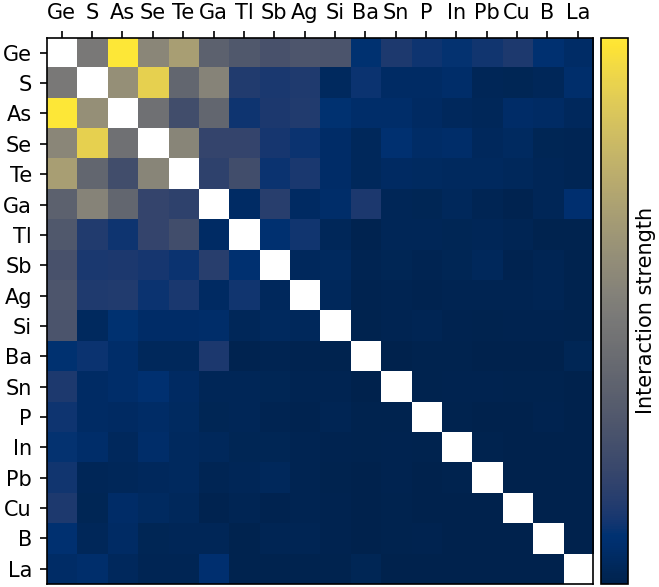 Ge S As Se Te Ga Tl Sb Ag Si Ba Sn P In Pb Cu B La
Ge
S
As
Se
Te
Ga
Tl
Sb
Ag
Si
Ba
Sn
P
In
Pb
Cu
B
La
Interaction strength